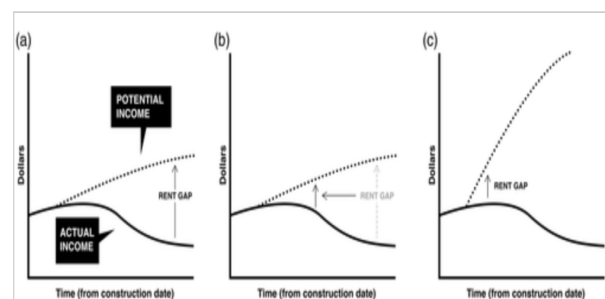 (a)
POTENTIAL
INCOME
Dollars
RENT GAP
ACTUAL
INCOME
Time (from construction date)
(b)
Dollars
RENT GAP
Time (from construction date)
(c)
Dollars
RENT GAP
Time (from construction date)